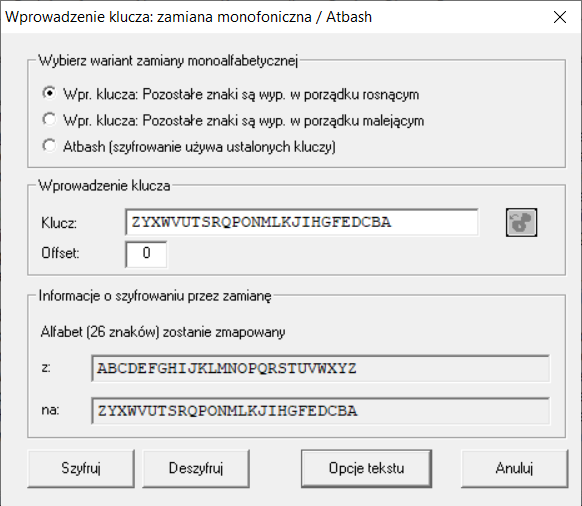 Wprowadzenie klucza: zamiana monofoniczna / Atbash
Wybierz wariant zamiany monoalfabetycznej
Wpr. klucza: Pozostałe znaki są wyp. w porządku rosnącym
Wpr. klucza: Pozostałe znaki są wyp. w porządku malejącym
Atbash (szyfrowanie używa ustalonych kluczy)
Wprowadzenie klucza
Klucz: ZYXWVUTSRQPONMLKJIHGFEDCBA
Offset: 0
Informacje o szyfrowaniu przez zamianę
Alfabet (26 znaków) zostanie zmapowany
z: ABCDEFGHIJKLMNOPQRSTUVWXYZ
na: ZYXWVUTSRQPONMLKJIHGFEDCBA
Szyfruj Deszyfruj Opcje tekstu Anuluj